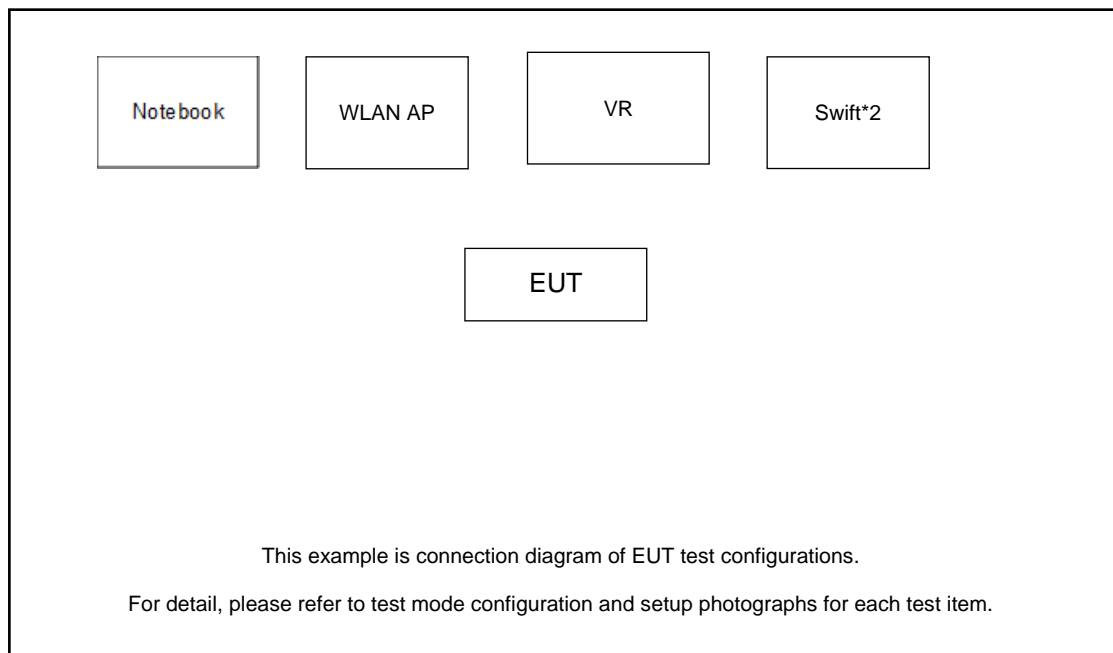 Notebook
WLAN AP
VR
Swift*2
EUT
This example is connection diagram of EUT test configurations.
For detail, please refer to test mode configuration and setup photographs for each test item.